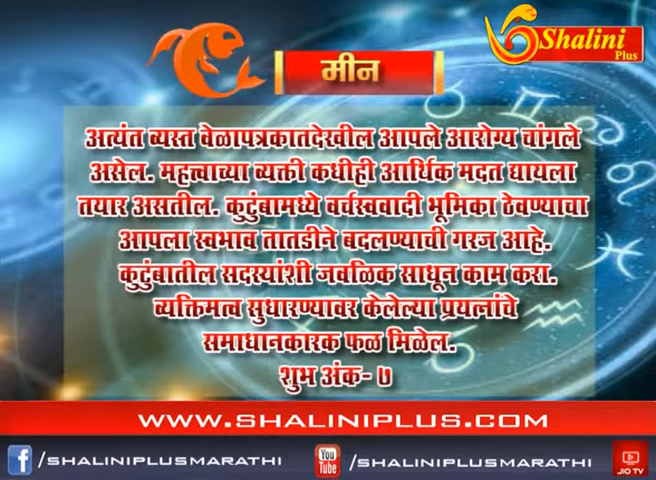 Shalini
Plus
मीन
अत्यंत व्यस्त वेळापत्रकातदेखील आपले आरोग्य चांगले
असेल. महत्वाच्या व्यक्ती कधीही आर्थिक मदत द्यायला
तयार असतील. कुटुंबामध्ये वर्चस्ववादी भूमिका ठेवण्याचा
आपला स्वभाव तातडीने बदलण्याची गरज आहे.
कुटुंबातील सदस्यांशी जवळिक साधून काम करा.
व्यक्तिमत्व सुधारण्यावर केलेल्या प्रयत्नांचे
समाधानकारक फळ मिळेल.
शुभ अंक- ७
WWW.SHALINIPLUS.COM
f /SHALINIPLUSMARATHI You Tube /SHALINIPLUSMARATHI JIO TV